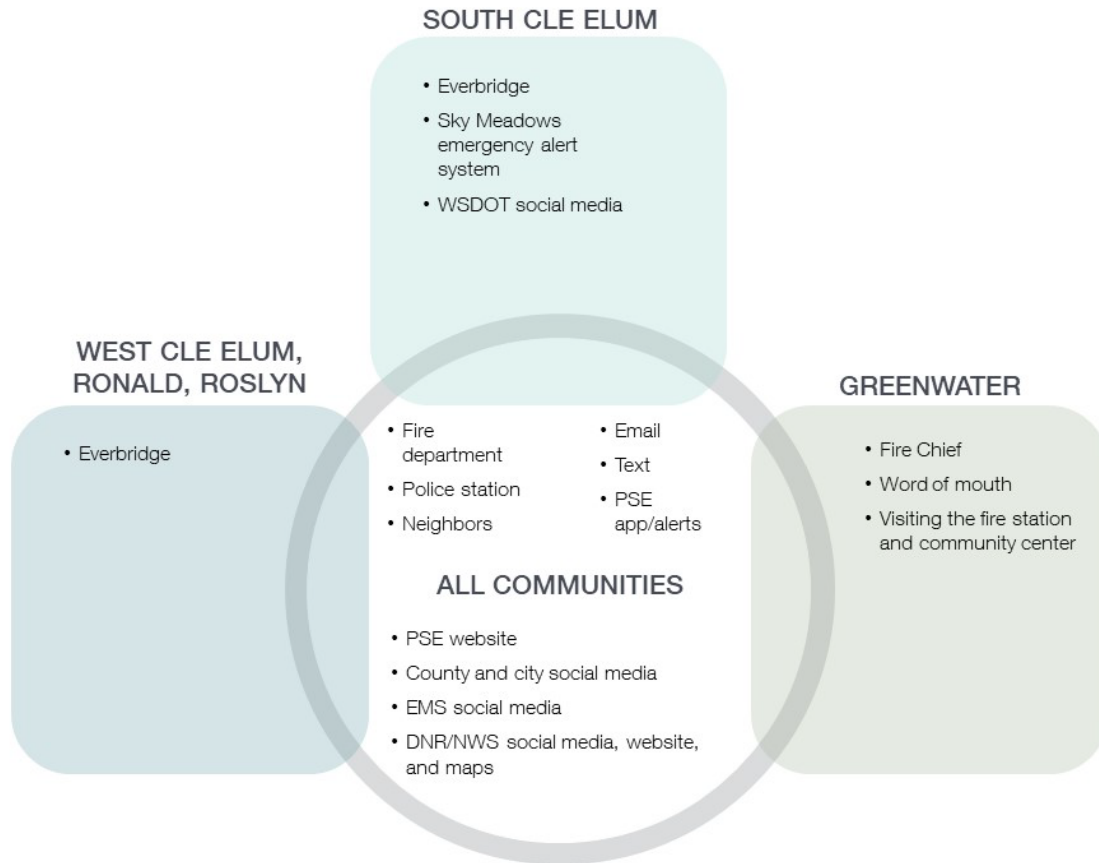 SOUTH CLE ELUM
• Everbridge
• Sky Meadows
emergency alert
system
• WSDOT social media
WEST CLE ELUM,
RONALD, ROSLYN
• Everbridge
• Fire
department
• Police station
• Neighbors
• Email
• Text
• PSE
app/alerts
ALL COMMUNITIES
• PSE website
• County and city social media
• EMS social media
• DNR/NWS social media, website,
and maps
GREENWATER
• Fire Chief
• Word of mouth
• Visiting the fire station
and community center